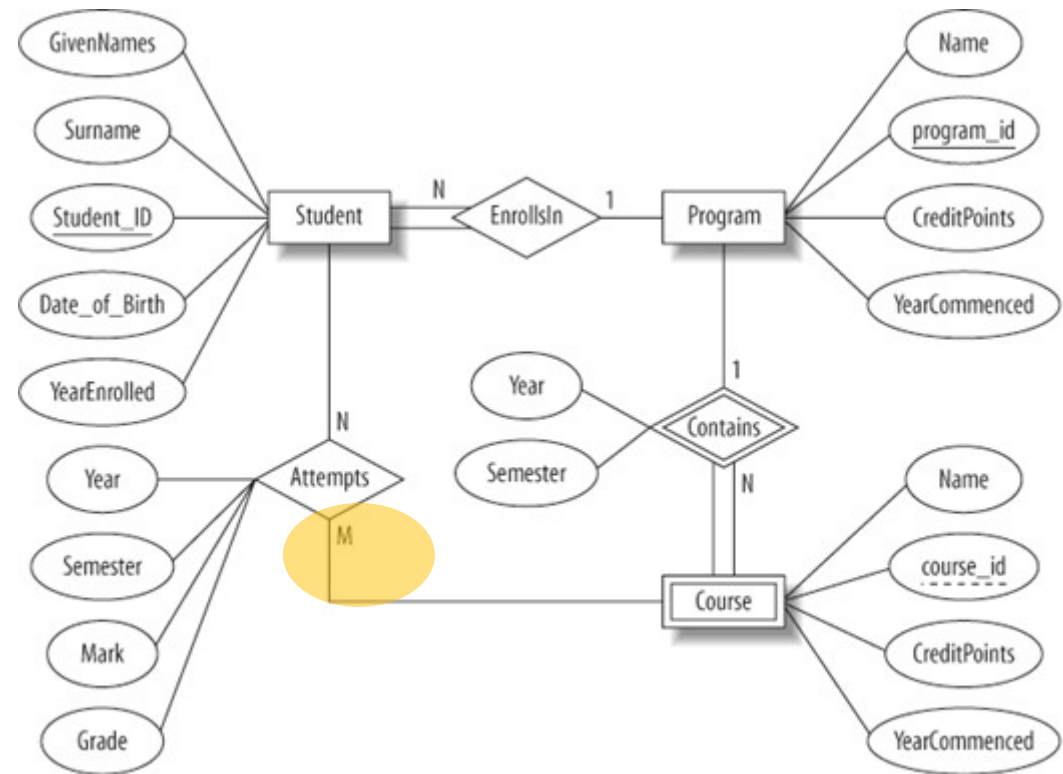 GivenNames
Name
Surname
program_id
Student_ID
Student
N
EnrollsIn
1
Program
CreditPoints
Date_of_Birth
YearCommenced
YearEnrolled
Year
1
Contains
N
Semester
N
Year
Attempts
Name
M
Semester
course_id
Course
Mark
CreditPoints
Grade
YearCommenced